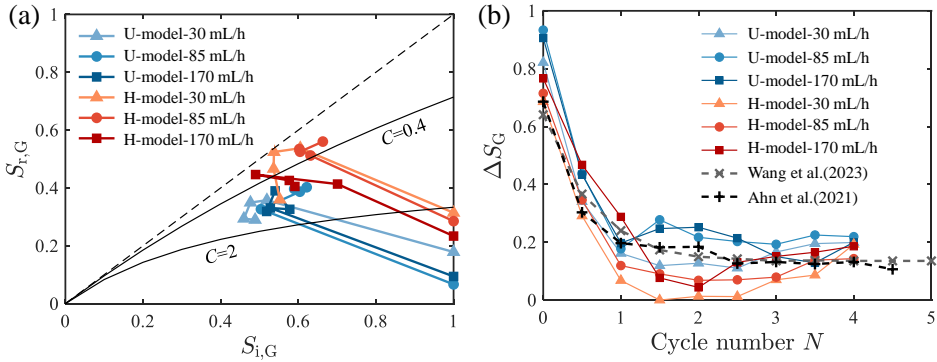 (a)
1
0.8
0.6
0.4
0.2
0
S_r,G
U-model-30 mL/h
U-model-85 mL/h
U-model-170 mL/h
H-model-30 mL/h
H-model-85 mL/h
H-model-170 mL/h
C=0.4
C=2
0 0.2 0.4 0.6 0.8 1
S_i,G
(b)
1
0.8
0.6
0.4
0.2
0
ΔS_G
U-model-30 mL/h
U-model-85 mL/h
U-model-170 mL/h
H-model-30 mL/h
H-model-85 mL/h
H-model-170 mL/h
Wang et al.(2023)
Ahn et al.(2021)
0 1 2 3 4 5
Cycle number N